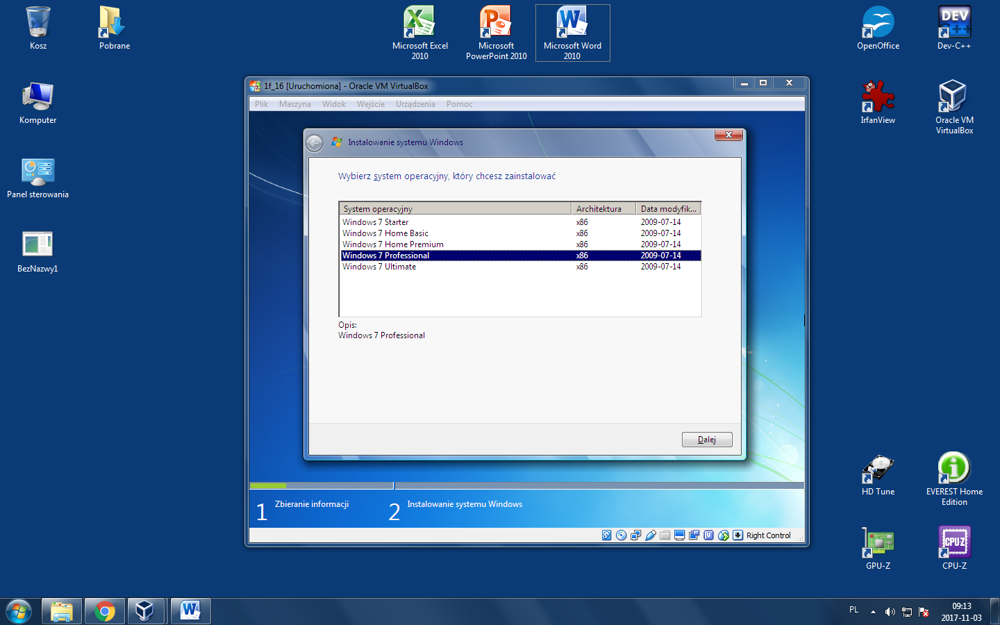 Kosz
Pobrane
Microsoft Excel
2010
Microsoft
PowerPoint 2010
Microsoft Word
2010
OpenOffice
DEV
C++
Dev-C++
Komputer
IrfanView
Oracle VM
VirtualBox
Panel sterowania
BezNazwy1
1f_16 [Uruchomiona] - Oracle VM VirtualBox
Plik Maszyna Widok Wejście Urządzenia Pomoc
Instalowanie systemu Windows
Wybierz system operacyjny, który chcesz zainstalować
System operacyjny Architektura Data modyfik...
Windows 7 Starter x86 2009-07-14
Windows 7 Home Basic x86 2009-07-14
Windows 7 Home Premium x86 2009-07-14
Windows 7 Professional x86 2009-07-14
Windows 7 Ultimate x86 2009-07-14
Opis:
Windows 7 Professional
Dalej
1 Zbieranie informacji
2 Instalowanie systemu Windows
Right Control
HD Tune
EVEREST Home
Edition
GPU-Z
CPU-Z
CPU-Z
PL
09:13
2017-11-03